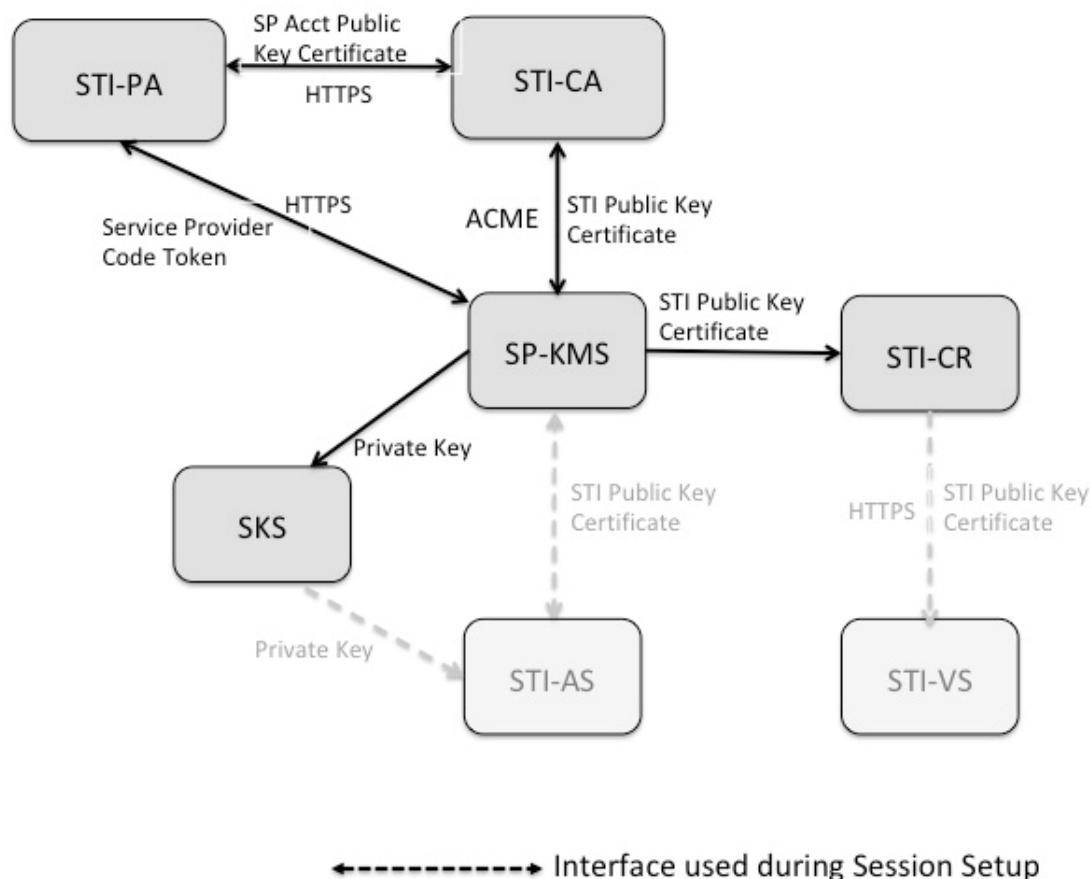 SP Acct Public
Key Certificate
STI-PA
STI-CA
HTTPS
HTTPS
Service Provider
Code Token
ACME
STI Public Key
Certificate
STI Public Key
Certificate
SP-KMS
STI-CR
Private Key
SKS
STI Public Key
Certificate
HTTPS
STI Public Key
Certificate
Private Key
STI-AS
STI-VS
Interface used during Session Setup